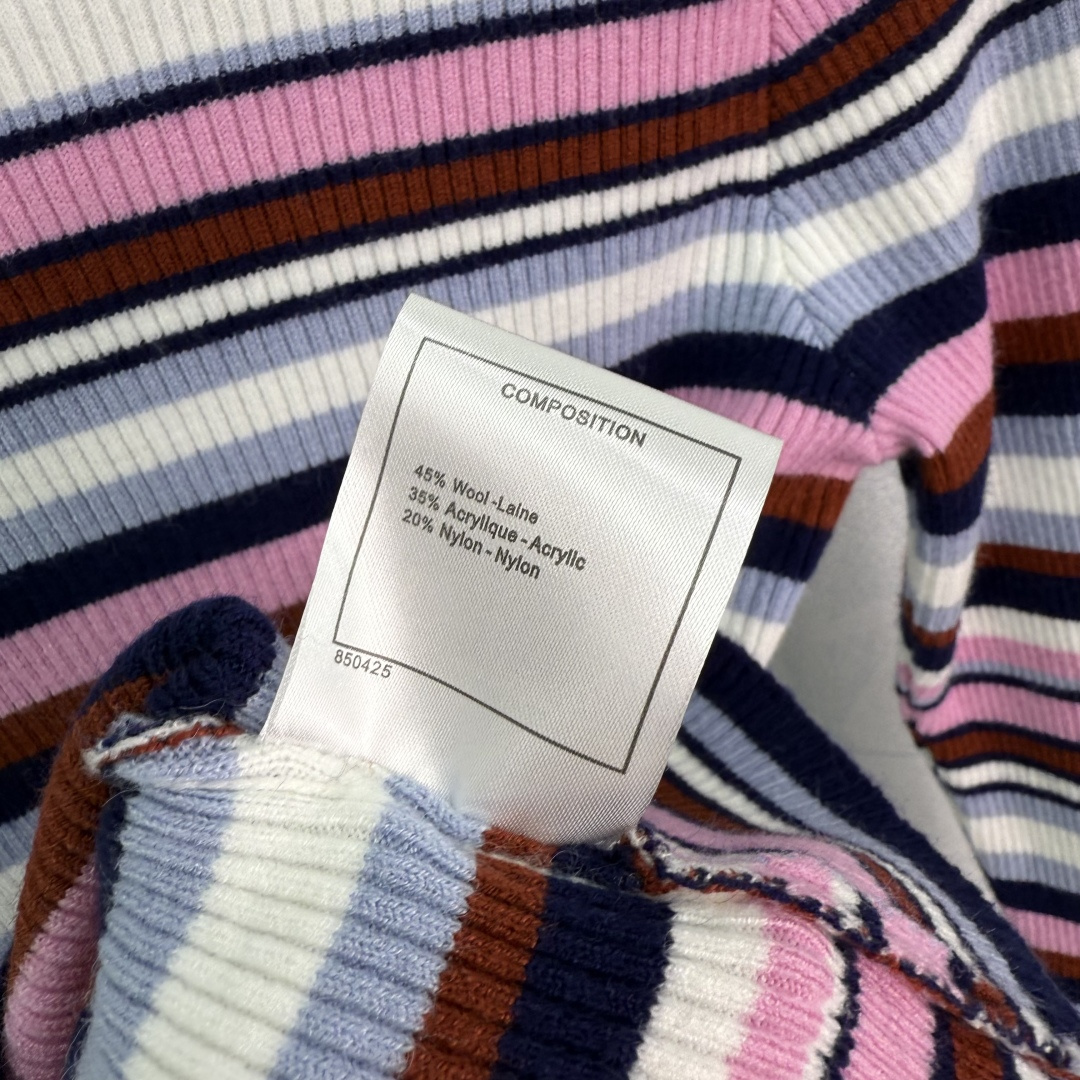 COMPOSITION
45% Wool-Laine
35% Acrylique-Acrylic
20% Nylon-Nylon
850425